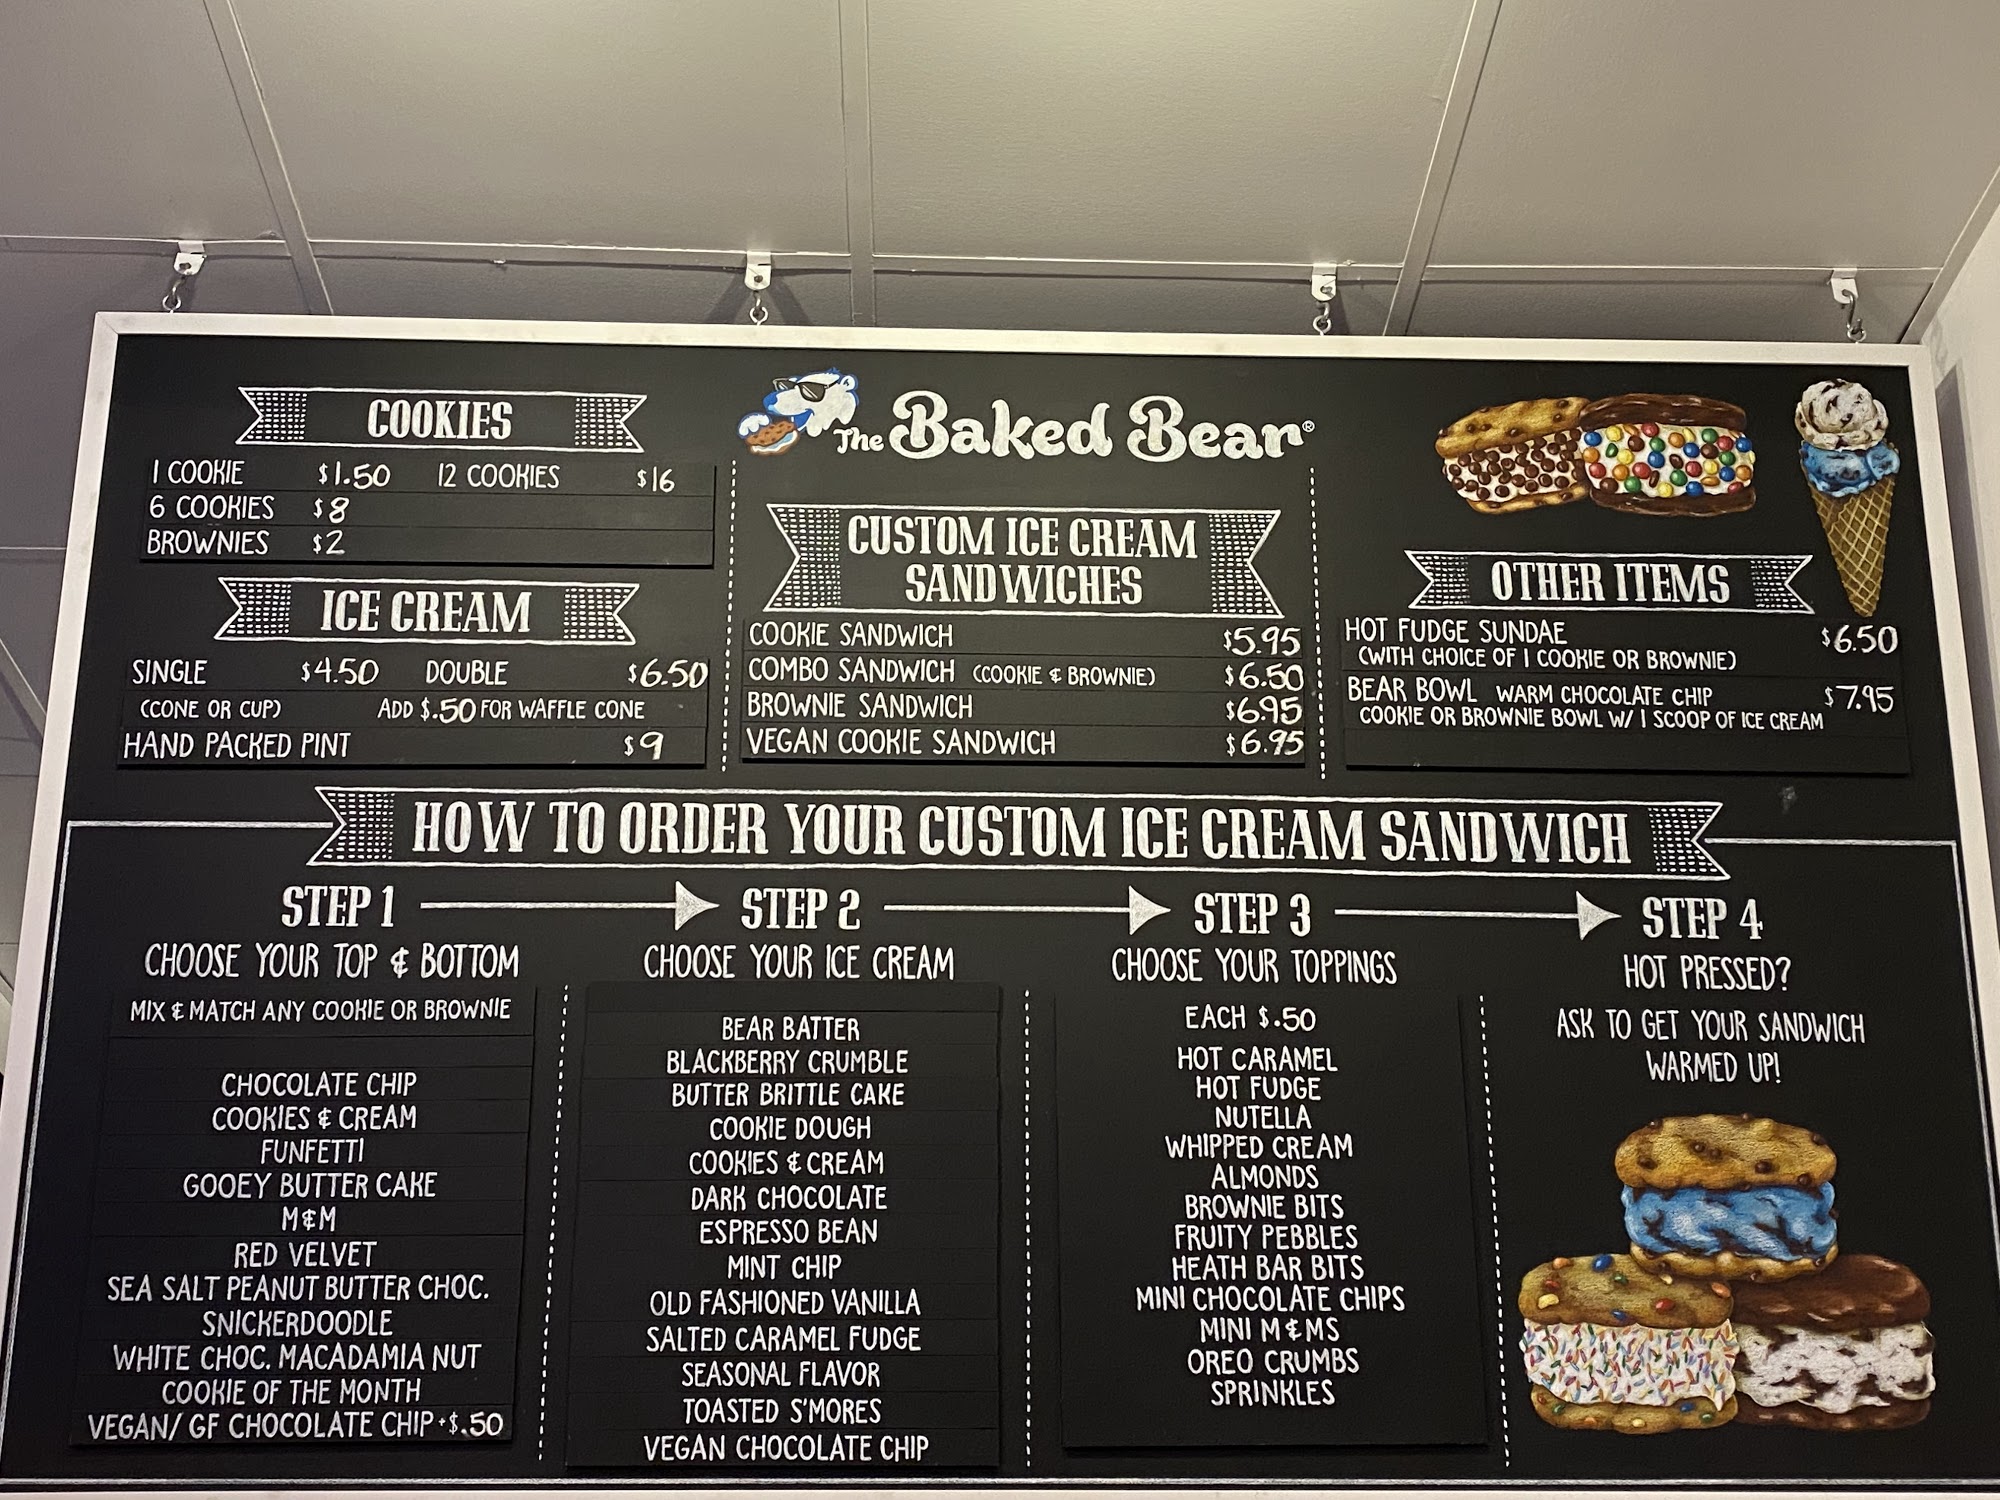 COOKIES
1 COOKIE $1.50 12 COOKIES $16
6 COOKIES $8
BROWNIES $2
ICE CREAM
SINGLE $4.50 DOUBLE $6.50
(CONE OR CUP) ADD $.50 FOR WAFFLE CONE
HAND PACKED PINT $9
The Baked Bear®
CUSTOM ICE CREAM
SANDWICHES
COOKIE SANDWICH $5.95
COMBO SANDWICH (COOKIE & BROWNIE) $6.50
BROWNIE SANDWICH $6.95
VEGAN COOKIE SANDWICH $6.95
OTHER ITEMS
HOT FUDGE SUNDAE $6.50
(WITH CHOICE OF 1 COOKIE OR BROWNIE)
BEAR BOWL WARM CHOCOLATE CHIP $7.95
COOKIE OR BROWNIE BOWL W/ 1 SCOOP OF ICE CREAM
HOW TO ORDER YOUR CUSTOM ICE CREAM SANDWICH
STEP 1
CHOOSE YOUR TOP & BOTTOM
MIX & MATCH ANY COOKIE OR BROWNIE
CHOCOLATE CHIP
COOKIES & CREAM
FUNFETTI
GOOEY BUTTER CAKE
M&M
RED VELVET
SEA SALT PEANUT BUTTER CHOC.
SNICKERDOODLE
WHITE CHOC. MACADAMIA NUT
COOKIE OF THE MONTH
VEGAN/ GF CHOCOLATE CHIP +$.50
STEP 2
CHOOSE YOUR ICE CREAM
BEAR BATTER
BLACKBERRY CRUMBLE
BUTTER BRITTLE CAKE
COOKIE DOUGH
COOKIES & CREAM
DARK CHOCOLATE
ESPRESSO BEAN
MINT CHIP
OLD FASHIONED VANILLA
SALTED CARAMEL FUDGE
SEASONAL FLAVOR
TOASTED S'MORES
VEGAN CHOCOLATE CHIP
STEP 3
CHOOSE YOUR TOPPINGS
EACH $.50
HOT CARAMEL
HOT FUDGE
NUTELLA
WHIPPED CREAM
ALMONDS
BROWNIE BITS
FRUITY PEBBLES
HEATH BAR BITS
MINI CHOCOLATE CHIPS
MINI M&MS
OREO CRUMBS
SPRINKLES
STEP 4
HOT PRESSED?
ASK TO GET YOUR SANDWICH
WARMED UP!